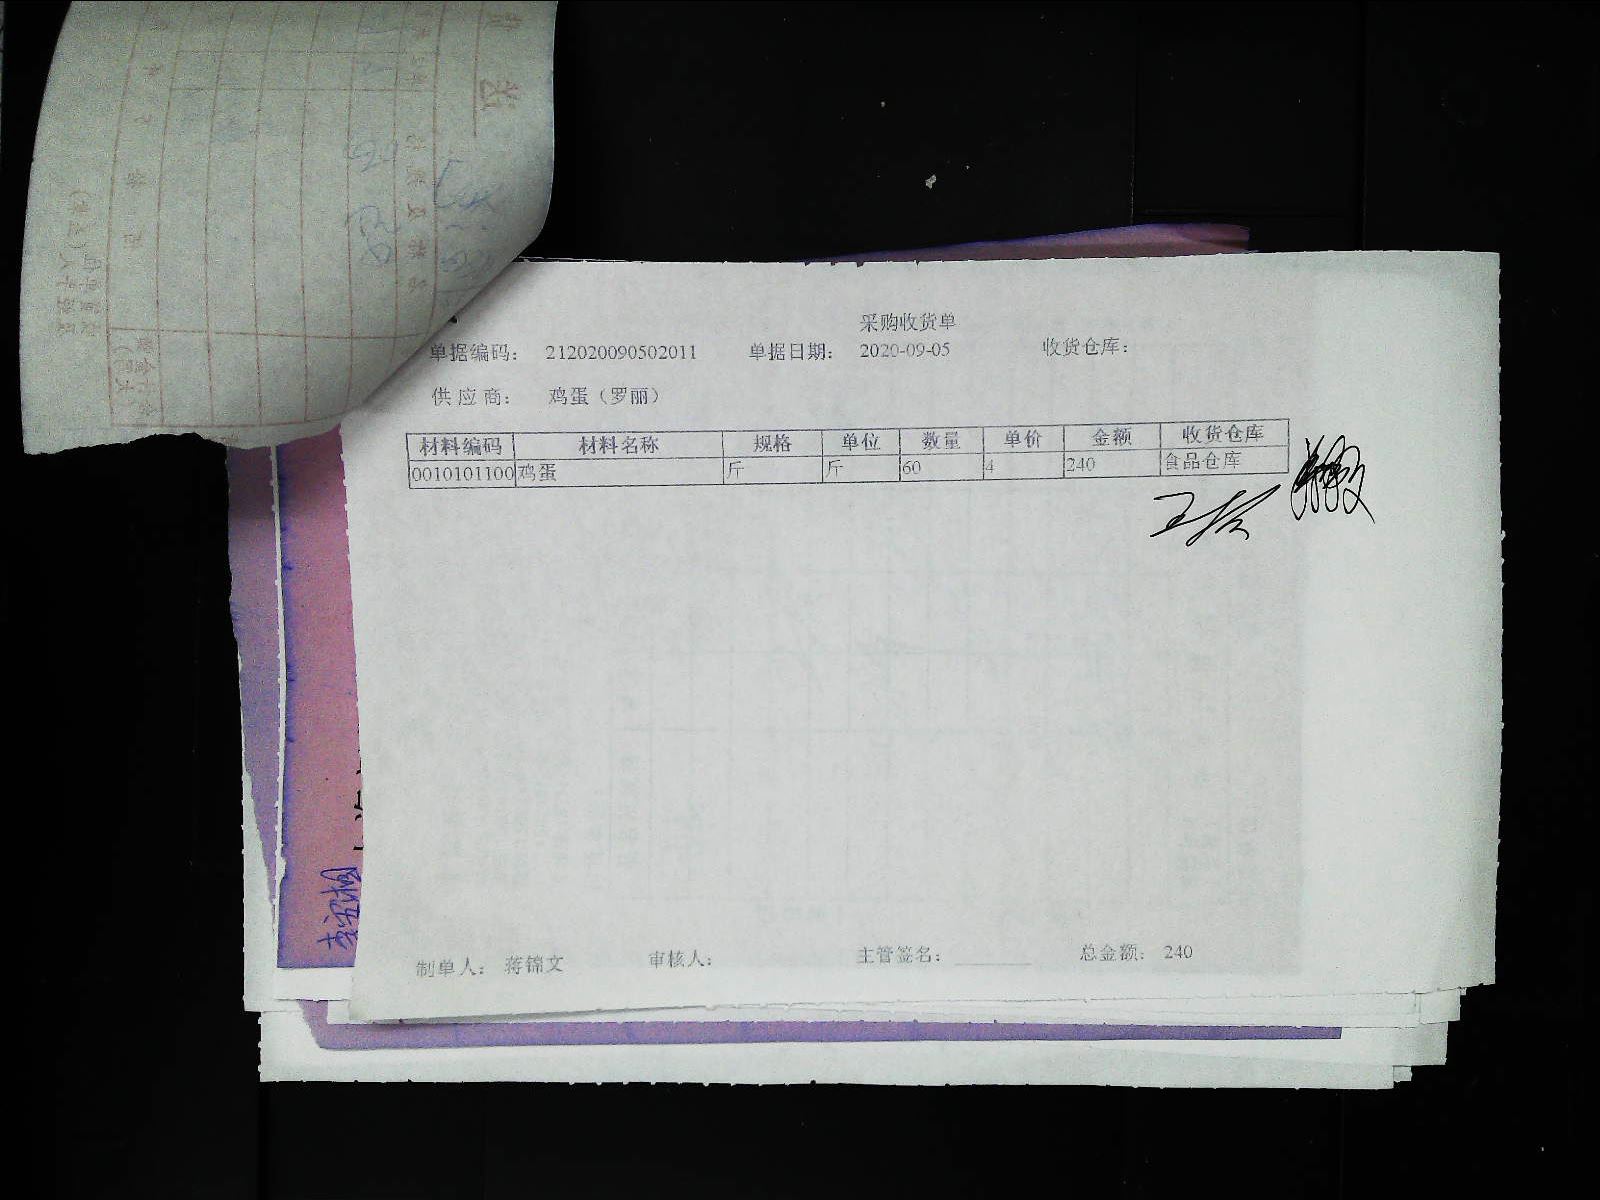 采购收货单
单据编码： 212020090502011 单据日期： 2020-09-05 收货仓库：
供应商： 鸡蛋（罗丽）
材料编码 材料名称 规格 单位 数量 单价 金额 收货仓库
0010101100 鸡蛋 斤 斤 60 4 240 食品仓库
制单人： 蒋锦文 审核人： 主管签名： 总金额： 240